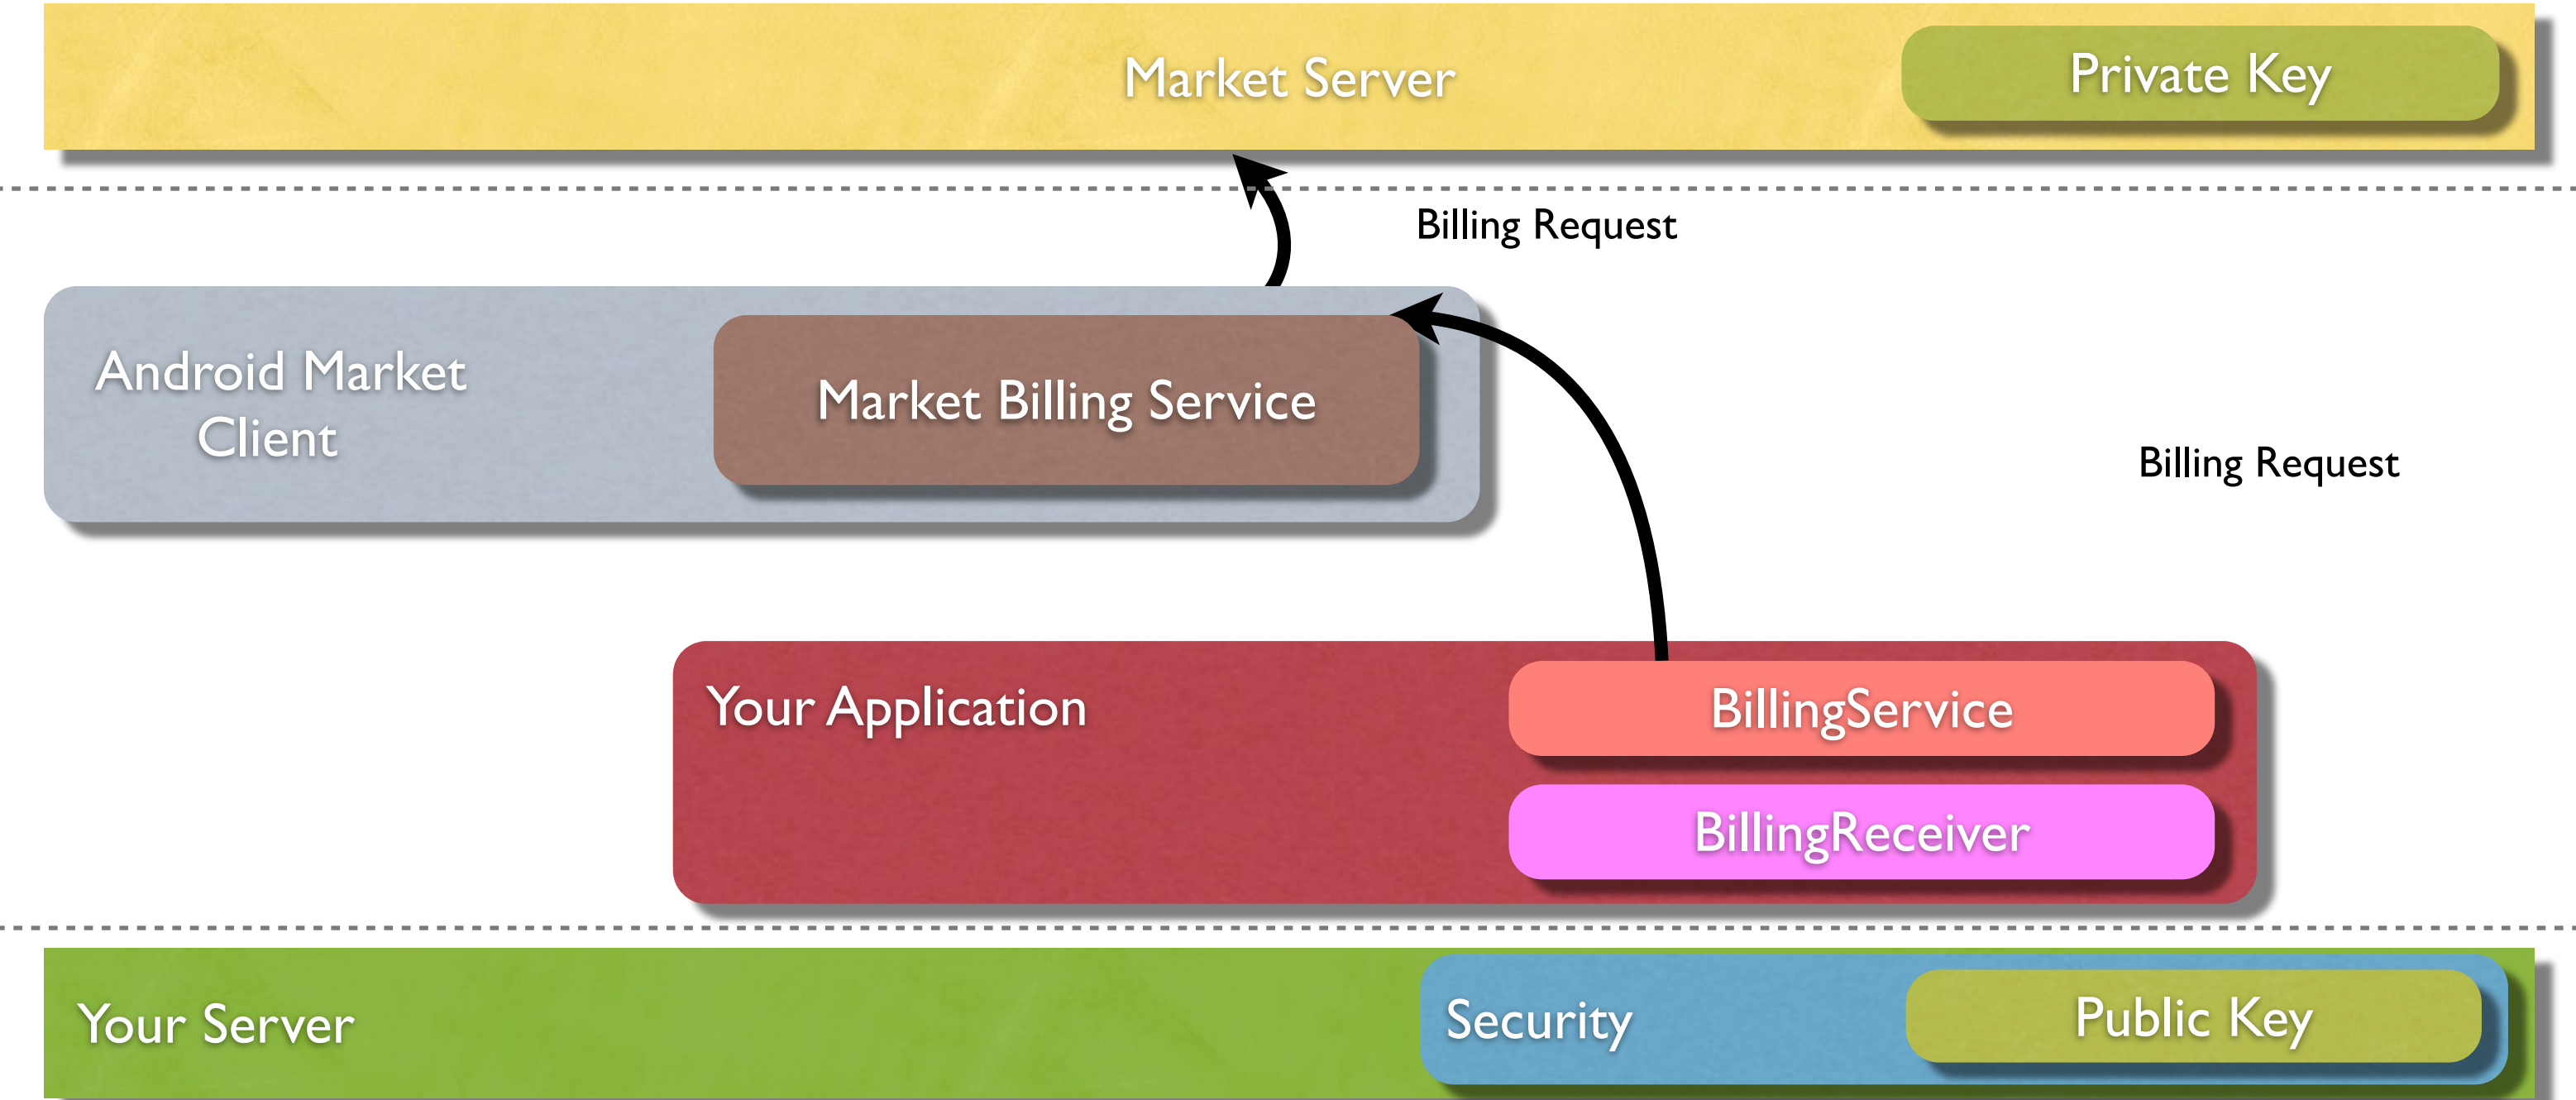 Market Server
Private Key
Billing Request
Android Market
Client
Market Billing Service
Billing Request
Your Application
BillingService
BillingReceiver
Your Server
Security
Public Key